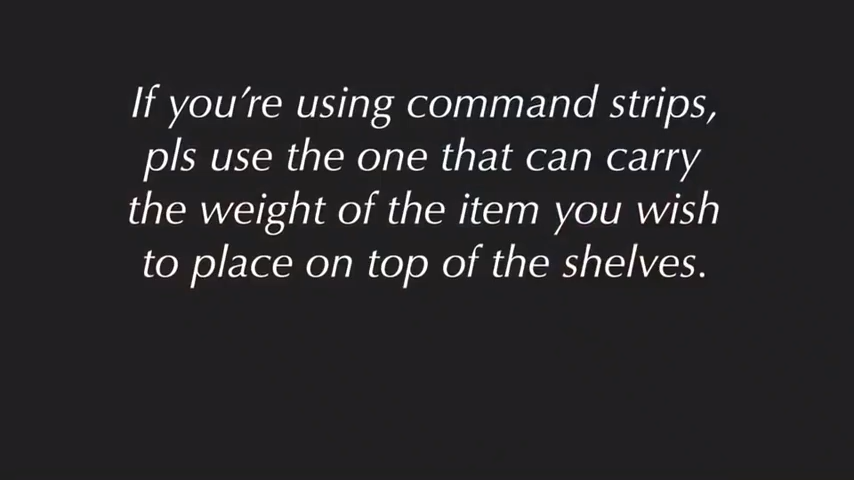 If you're using command strips,
pls use the one that can carry
the weight of the item you wish
to place on top of the shelves.